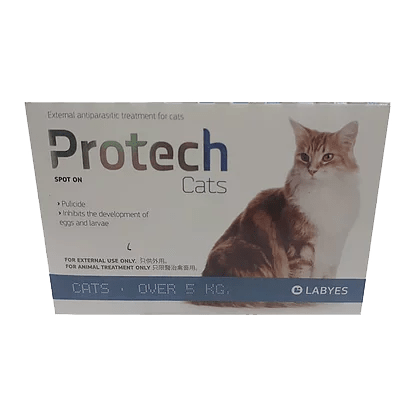 External antiparasitic treatment for cats
Protech
SPOT ON
Cats
› Pulicide
› Inhibits the development of
eggs and larvae
FOR EXTERNAL USE ONLY. 只供外用。
FOR ANIMAL TREATMENT ONLY 只限醫治禽畜用。
CATS · OVER 5 KG.
LABYES